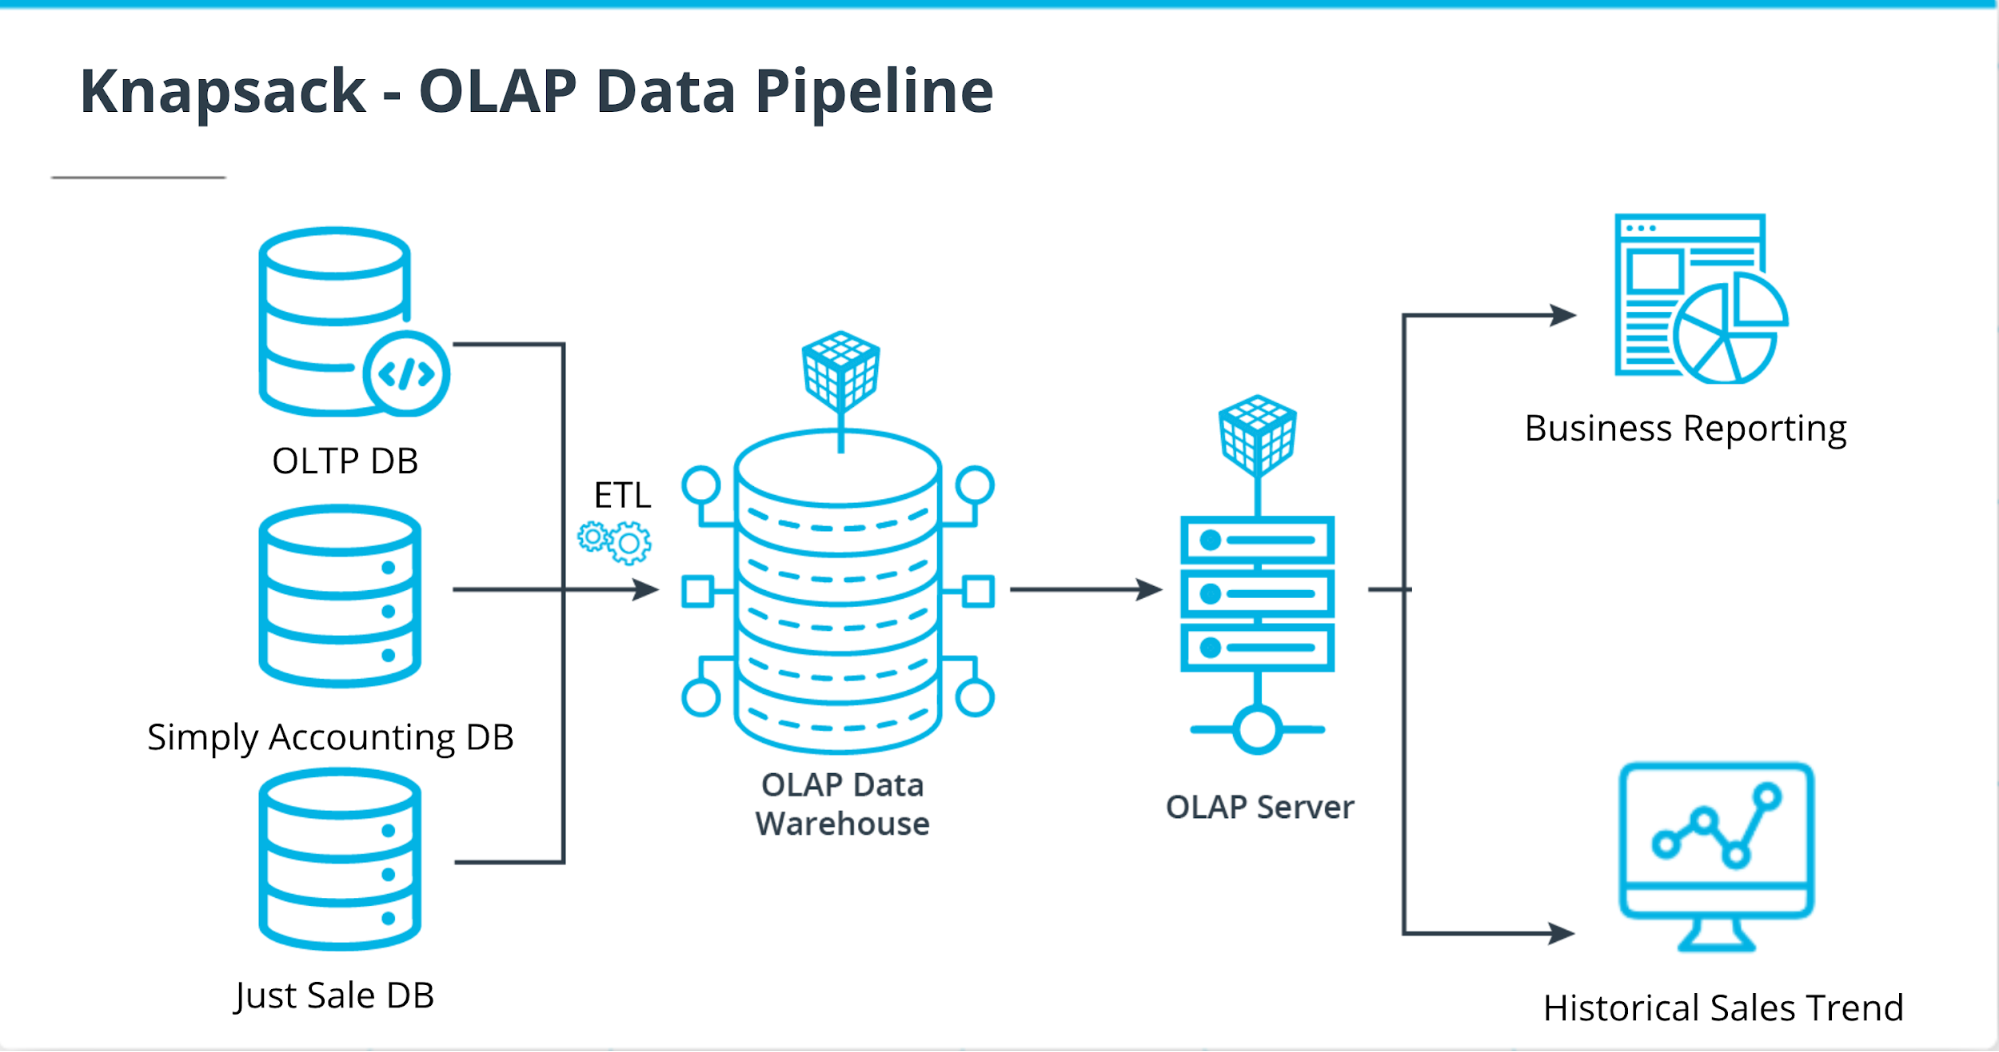 Knapsack - OLAP Data Pipeline
OLTP DB
Simply Accounting DB
Just Sale DB
ETL
OLAP Data
Warehouse
OLAP Server
Business Reporting
Historical Sales Trend